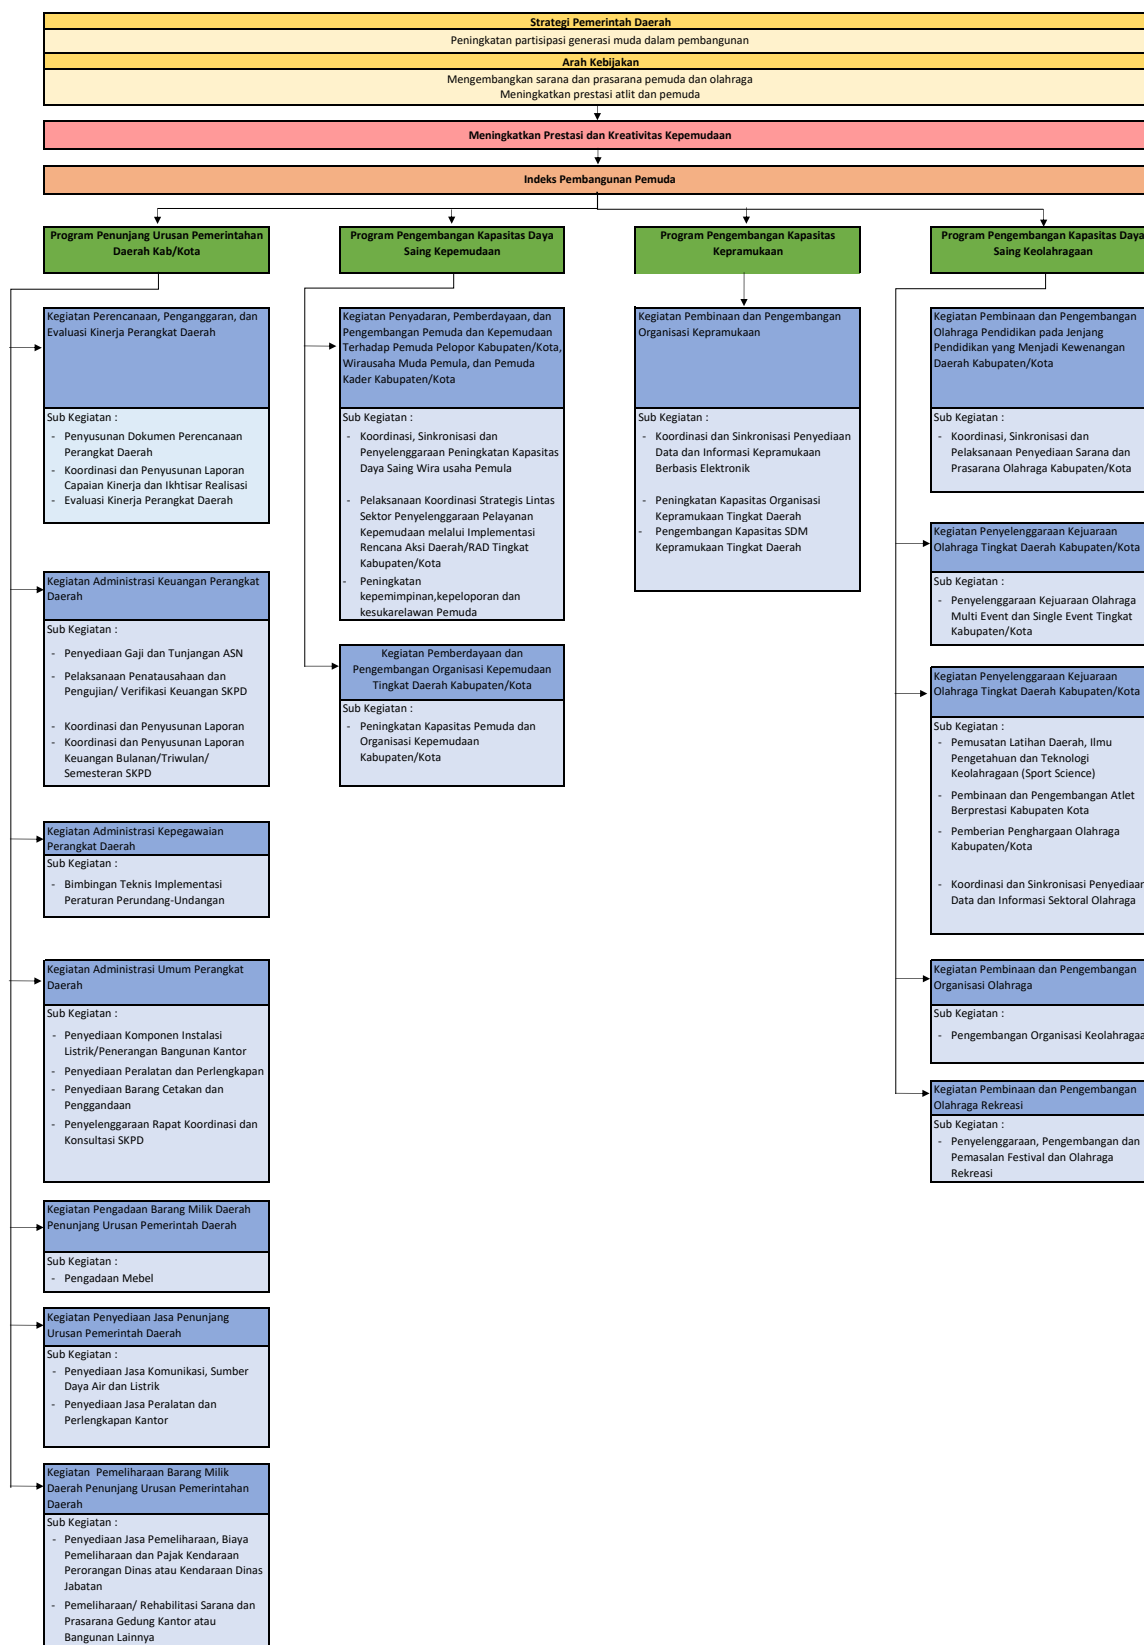 Strategi Pemerintah Daerah
Peningkatan partisipasi generasi muda dalam pembangunan
Arah Kebijakan
Mengembangkan sarana dan prasarana pemuda dan olahraga
Meningkatkan prestasi atlit dan pemuda
Meningkatkan Prestasi dan Kreativitas Kepemudaan
Indeks Pembangunan Pemuda
Program Penunjang Urusan Pemerintahan
Daerah Kab/Kota
Kegiatan Perencanaan, Penganggaran, dan
Evaluasi Kinerja Perangkat Daerah
Sub Kegiatan :
- Penyusunan Dokumen Perencanaan
Perangkat Daerah
- Koordinasi dan Penyusunan Laporan
Capaian Kinerja dan Ikhtisar Realisasi
- Evaluasi Kinerja Perangkat Daerah
Kegiatan Administrasi Keuangan Perangkat
Daerah
Sub Kegiatan :
- Penyediaan Gaji dan Tunjangan ASN
- Pelaksanaan Penatausahaan dan
Pengujian/ Verifikasi Keuangan SKPD
- Koordinasi dan Penyusunan Laporan
- Koordinasi dan Penyusunan Laporan
Keuangan Bulanan/Triwulan/
Semesteran SKPD
Kegiatan Administrasi Kepegawaian
Perangkat Daerah
Sub Kegiatan :
- Bimbingan Teknis Implementasi
Peraturan Perundang-Undangan
Kegiatan Administrasi Umum Perangkat
Daerah
Sub Kegiatan :
- Penyediaan Komponen Instalasi
Listrik/Penerangan Bangunan Kantor
- Penyediaan Peralatan dan Perlengkapan
- Penyediaan Barang Cetakan dan
Penggandaan
- Penyelenggaraan Rapat Koordinasi dan
Konsultasi SKPD
Kegiatan Pengadaan Barang Milik Daerah
Penunjang Urusan Pemerintah Daerah
Sub Kegiatan :
- Pengadaan Mebel
Kegiatan Penyediaan Jasa Penunjang
Urusan Pemerintah Daerah
Sub Kegiatan :
- Penyediaan Jasa Komunikasi, Sumber
Daya Air dan Listrik
- Penyediaan Jasa Peralatan dan
Perlengkapan Kantor
Kegiatan Pemeliharaan Barang Milik
Daerah Penunjang Urusan Pemerintahan
Daerah
Sub Kegiatan :
- Penyediaan Jasa Pemeliharaan, Biaya
Pemeliharaan dan Pajak Kendaraan
Perorangan Dinas atau Kendaraan Dinas
Jabatan
- Pemeliharaan/ Rehabilitasi Sarana dan
Prasarana Gedung Kantor atau
Bangunan Lainnya
Program Pengembangan Kapasitas Daya
Saing Kepemudaan
Kegiatan Penyadaran, Pemberdayaan, dan
Pengembangan Pemuda dan Kepemudaan
Terhadap Pemuda Pelopor Kabupaten/Kota,
Wirausaha Muda Pemula, dan Pemuda
Kader Kabupaten/Kota
Sub Kegiatan :
- Koordinasi, Sinkronisasi dan
Penyelenggaraan Peningkatan Kapasitas
Daya Saing Wira usaha Pemula
- Pelaksanaan Koordinasi Strategis Lintas
Sektor Penyelenggaraan Pelayanan
Kepemudaan melalui Implementasi
Rencana Aksi Daerah/RAD Tingkat
Kabupaten/Kota
- Peningkatan
kepemimpinan,kepeloporan dan
kesukarelawan Pemuda
Kegiatan Pemberdayaan dan
Pengembangan Organisasi Kepemudaan
Tingkat Daerah Kabupaten/Kota
Sub Kegiatan :
- Peningkatan Kapasitas Pemuda dan
Organisasi Kepemudaan
Kabupaten/Kota
Program Pengembangan Kapasitas
Kepramukaan
Kegiatan Pembinaan dan Pengembangan
Organisasi Kepramukaan
Sub Kegiatan :
- Koordinasi dan Sinkronisasi Penyediaan
Data dan Informasi Kepramukaan
Berbasis Elektronik
- Peningkatan Kapasitas Organisasi
Kepramukaan Tingkat Daerah
- Pengembangan Kapasitas SDM
Kepramukaan Tingkat Daerah
Program Pengembangan Kapasitas Daya
Saing Keolahragaan
Kegiatan Pembinaan dan Pengembangan
Olahraga Pendidikan pada Jenjang
Pendidikan yang Menjadi Kewenangan
Daerah Kabupaten/Kota
Sub Kegiatan :
- Koordinasi, Sinkronisasi dan
Pelaksanaan Penyediaan Sarana dan
Prasarana Olahraga Kabupaten/Kota
Kegiatan Penyelenggaraan Kejuaraan
Olahraga Tingkat Daerah Kabupaten/Kota
Sub Kegiatan :
- Penyelenggaraan Kejuaraan Olahraga
Multi Event dan Single Event Tingkat
Kabupaten/Kota
Kegiatan Penyelenggaraan Kejuaraan
Olahraga Tingkat Daerah Kabupaten/Kota
Sub Kegiatan :
- Pemusatan Latihan Daerah, Ilmu
Pengetahuan dan Teknologi
Keolahragaan (Sport Science)
- Pembinaan dan Pengembangan Atlet
Berprestasi Kabupaten Kota
- Pemberian Penghargaan Olahraga
Kabupaten/Kota
- Koordinasi dan Sinkronisasi Penyediaan
Data dan Informasi Sektoral Olahraga
Kegiatan Pembinaan dan Pengembangan
Organisasi Olahraga
Sub Kegiatan :
- Pengembangan Organisasi Keolahragaa
Kegiatan Pembinaan dan Pengembangan
Olahraga Rekreasi
Sub Kegiatan :
- Penyelenggaraan, Pengembangan dan
Pemasalan Festival dan Olahraga
Rekreasi